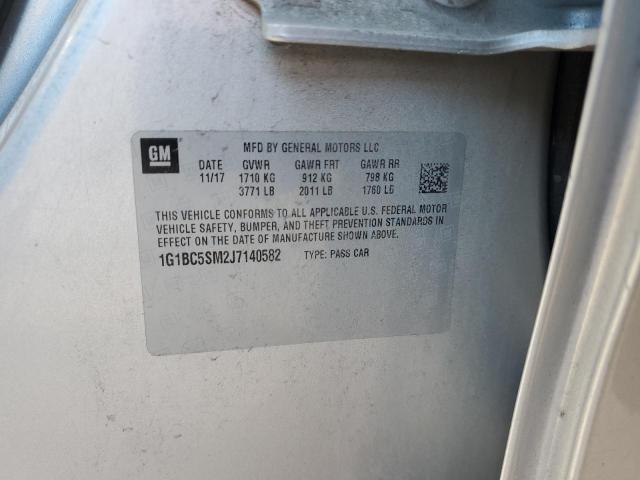 GM
MFD BY GENERAL MOTORS LLC
DATE GVWR GAWR FRT GAWR RR
11/17 1710 KG 912 KG 798 KG
3771 LB 2011 LB 1760 LB
THIS VEHICLE CONFORMS TO ALL APPLICABLE U.S. FEDERAL MOTOR
VEHICLE SAFETY, BUMPER, AND THEFT PREVENTION STANDARDS IN
EFFECT ON THE DATE OF MANUFACTURE SHOWN ABOVE.
1G1BC5SM2J7140582 TYPE: PASS CAR